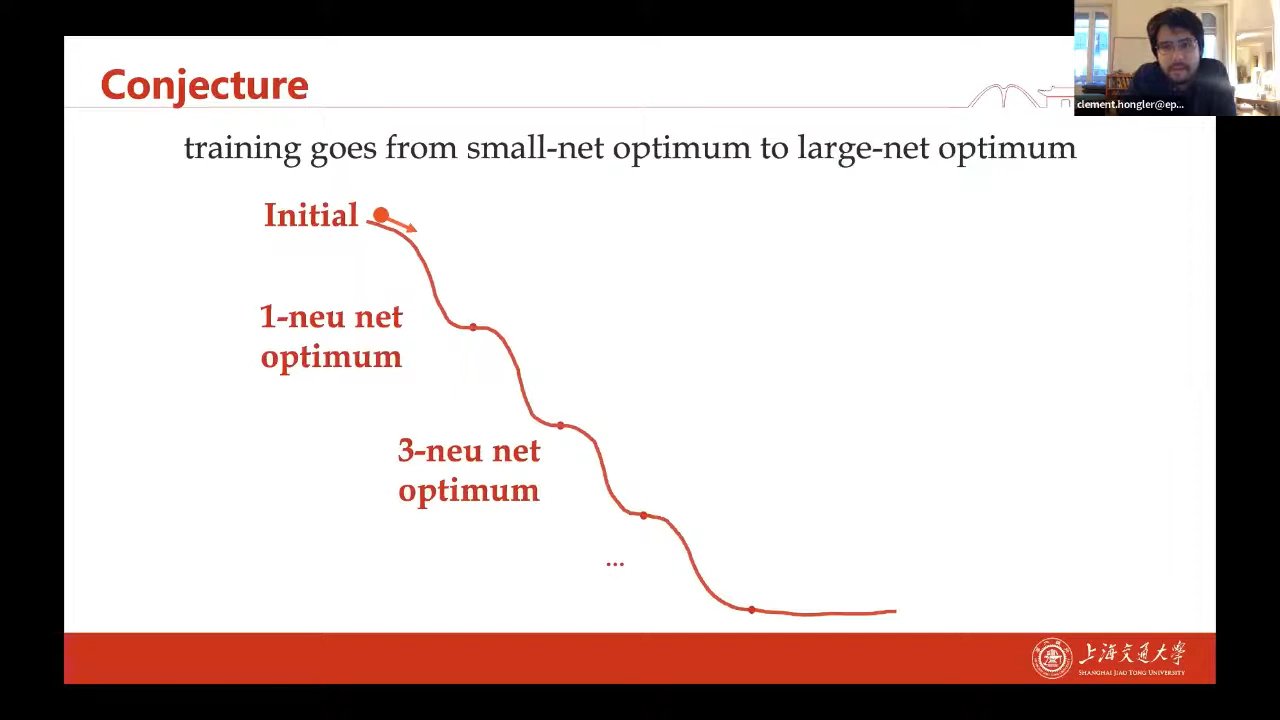 Conjecture
clement.hongler@ep...
training goes from small-net optimum to large-net optimum
Initial
1-neu net
optimum
3-neu net
optimum
...
上海交通大学
SHANGHAI JIAO TONG UNIVERSITY